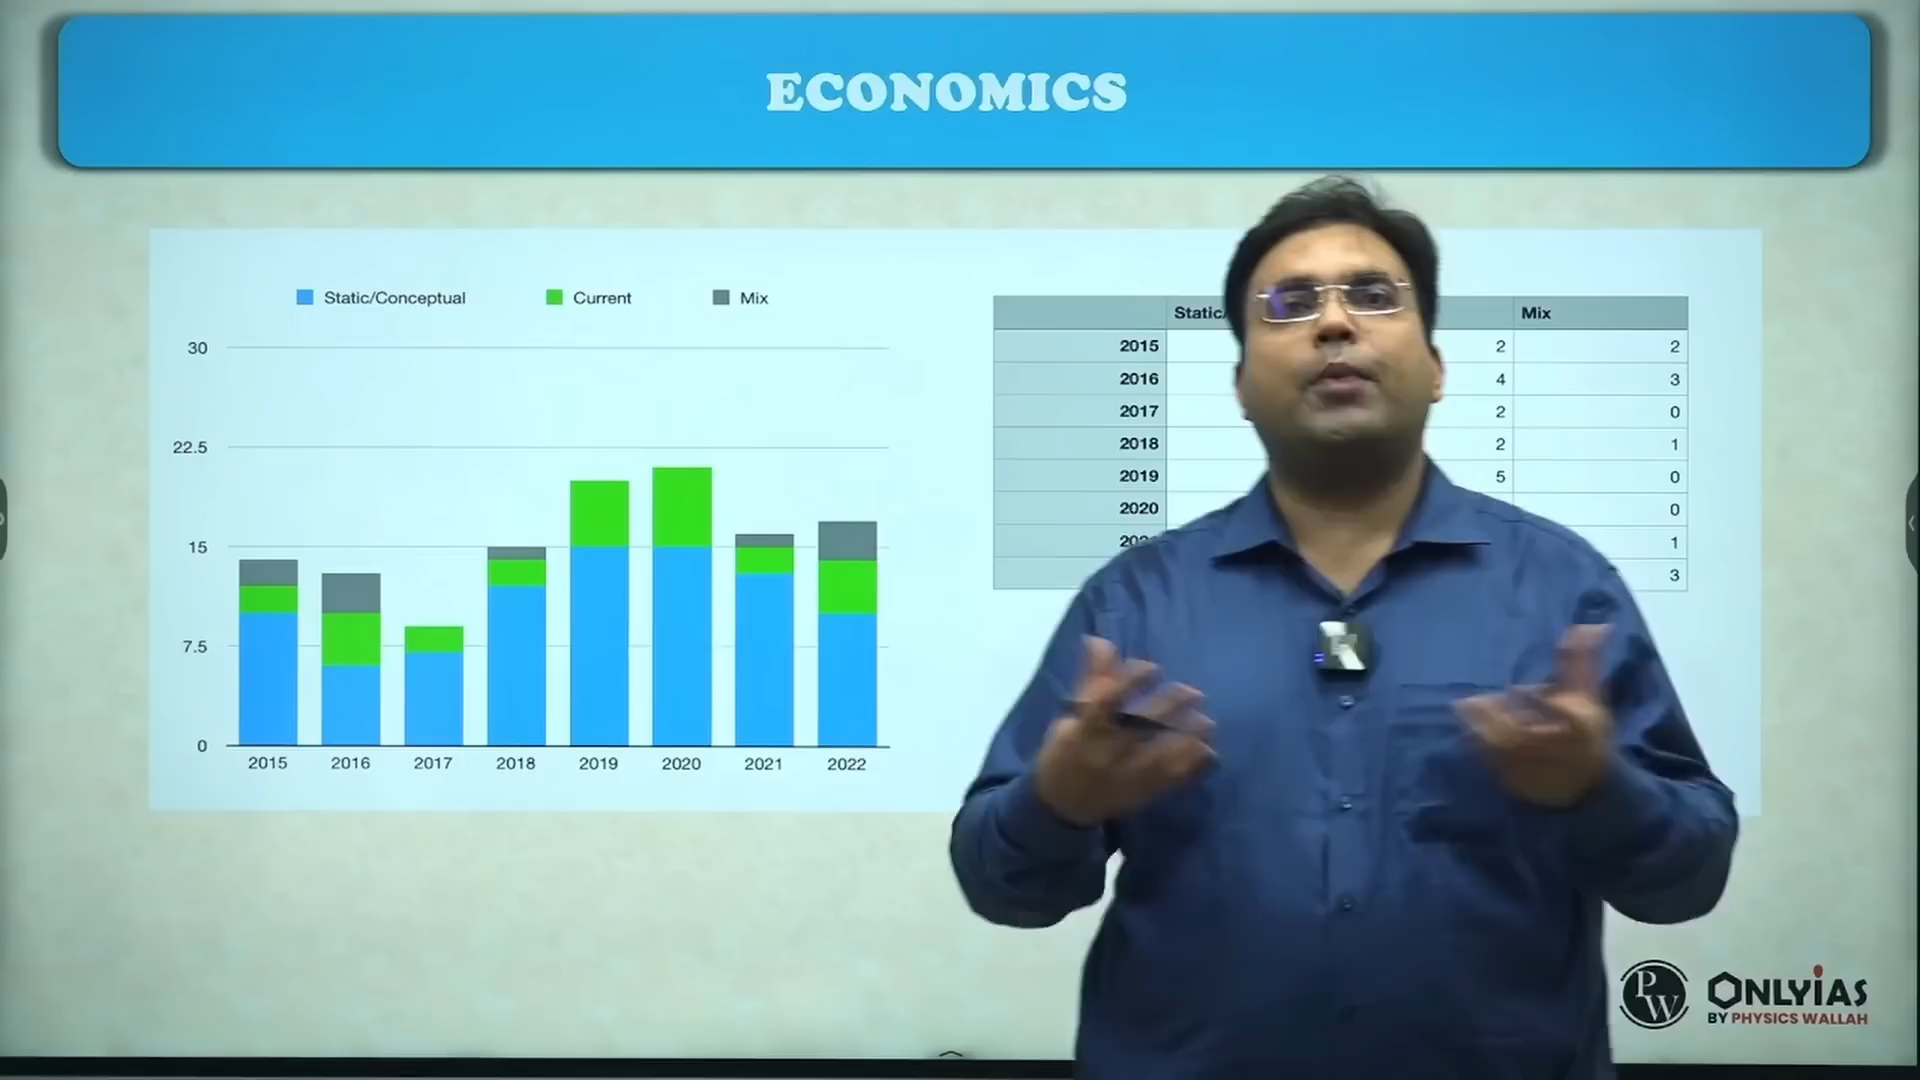 ECONOMICS
Static/Conceptual Current Mix
30
22.5
15
7.5
0
2015 2016 2017 2018 2019 2020 2021 2022
Mix
2015 2 2
2016 4 3
2017 2 0
2018 2 1
2019 5 0
2020 0
1
3
PW
ONLYIAS
BY PHYSICS WALLAH